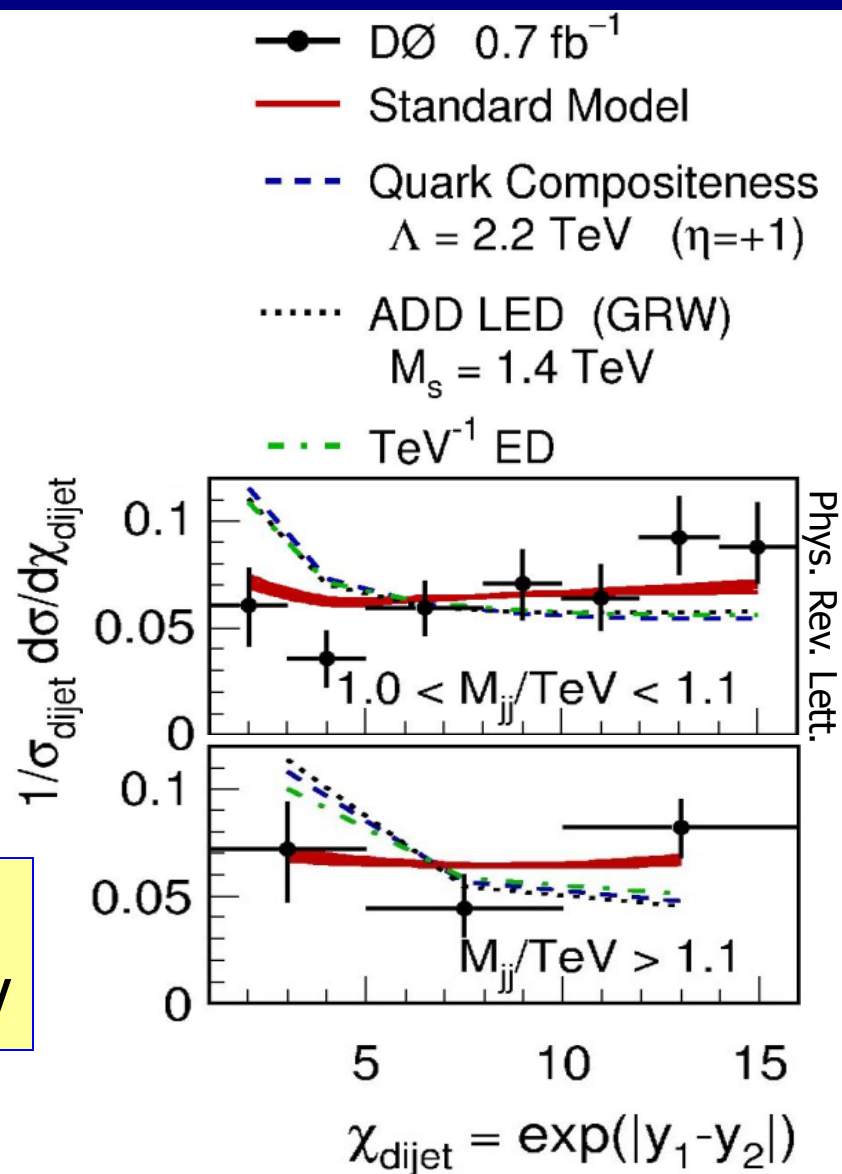 DØ 0.7 fb⁻¹
Standard Model
Quark Compositeness
Λ = 2.2 TeV (η=+1)
ADD LED (GRW)
Mₛ = 1.4 TeV
TeV⁻¹ ED
1/σ_dijet dσ/dχ_dijet
0.1
0.05
0
1.0 < M_jj/TeV < 1.1
Phys. Rev. Lett.
0.1
0.05
0
M_jj/TeV > 1.1
5 10 15
χ_dijet = exp(|y₁-y₂|)